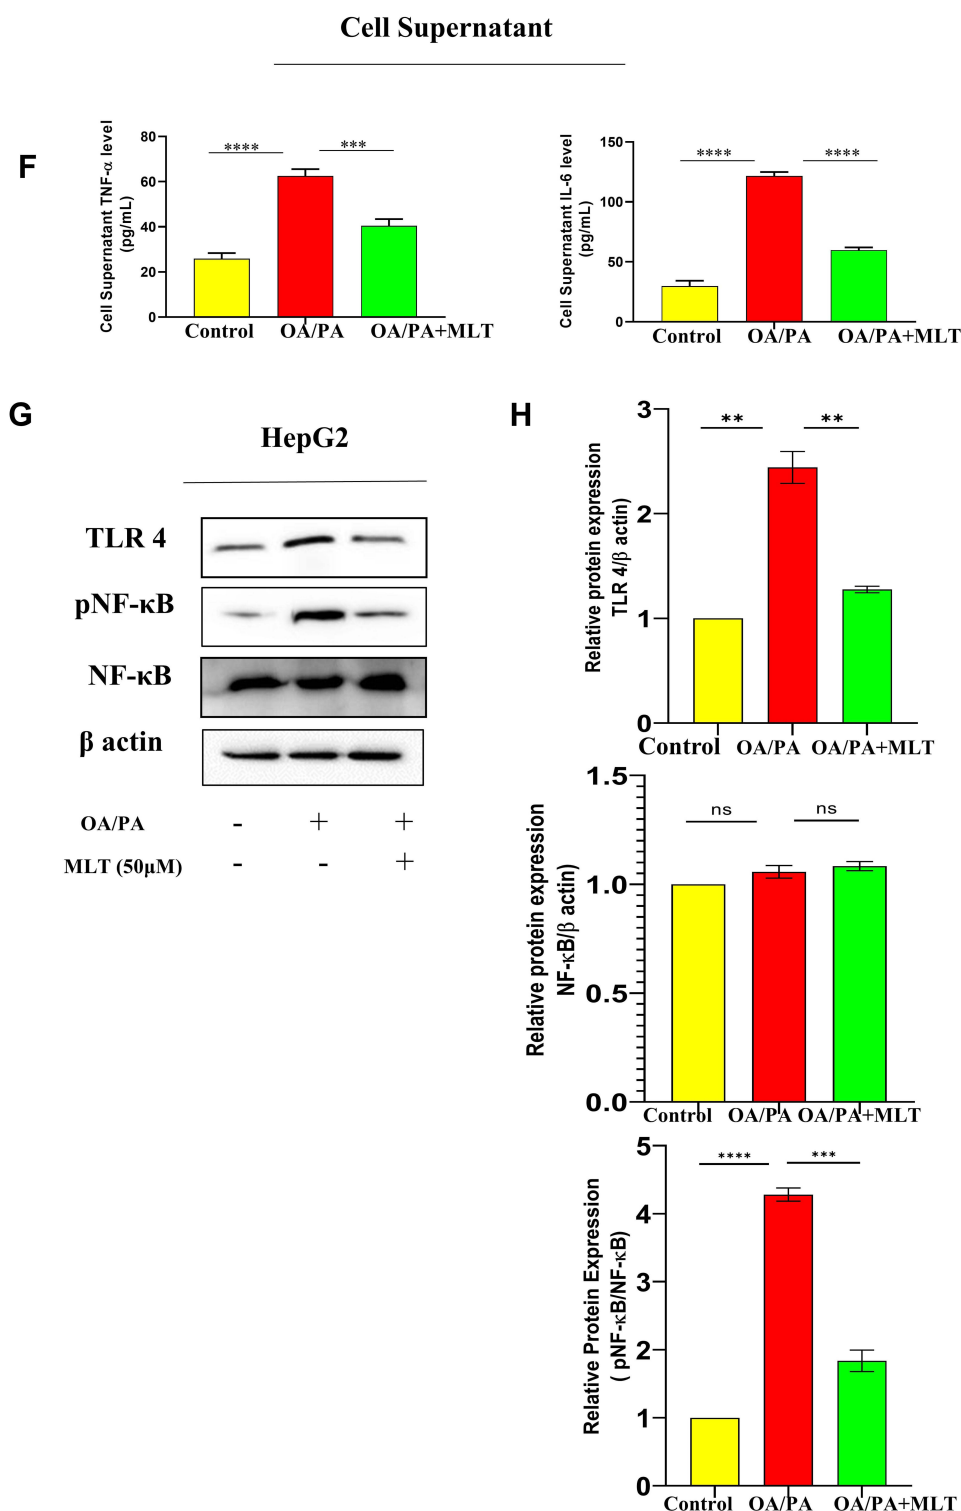 Cell Supernatant
F
Cell Supernatant TNF-α level
(pg/mL)
80
60
40
20
0
****
***
Control
OA/PA
OA/PA+MLT
Cell Supernatant IL-6 level
(pg/mL)
150
100
50
0
****
****
Control
OA/PA
OA/PA+MLT
G
HepG2
TLR 4
pNF-κB
NF-κB
β actin
OA/PA - + +
MLT (50μM) - - +
H
Relative protein expression
TLR 4/β actin)
3
2
1
0
**
**
Control
OA/PA
OA/PA+MLT
Relative protein expression
NF-κB/β actin)
1.5
1.0
0.5
0.0
ns
ns
Control
OA/PA
OA/PA+MLT
Relative Protein Expression
( pNF-κB/NF-κB)
5
4
3
2
1
0
****
***
Control
OA/PA
OA/PA+MLT